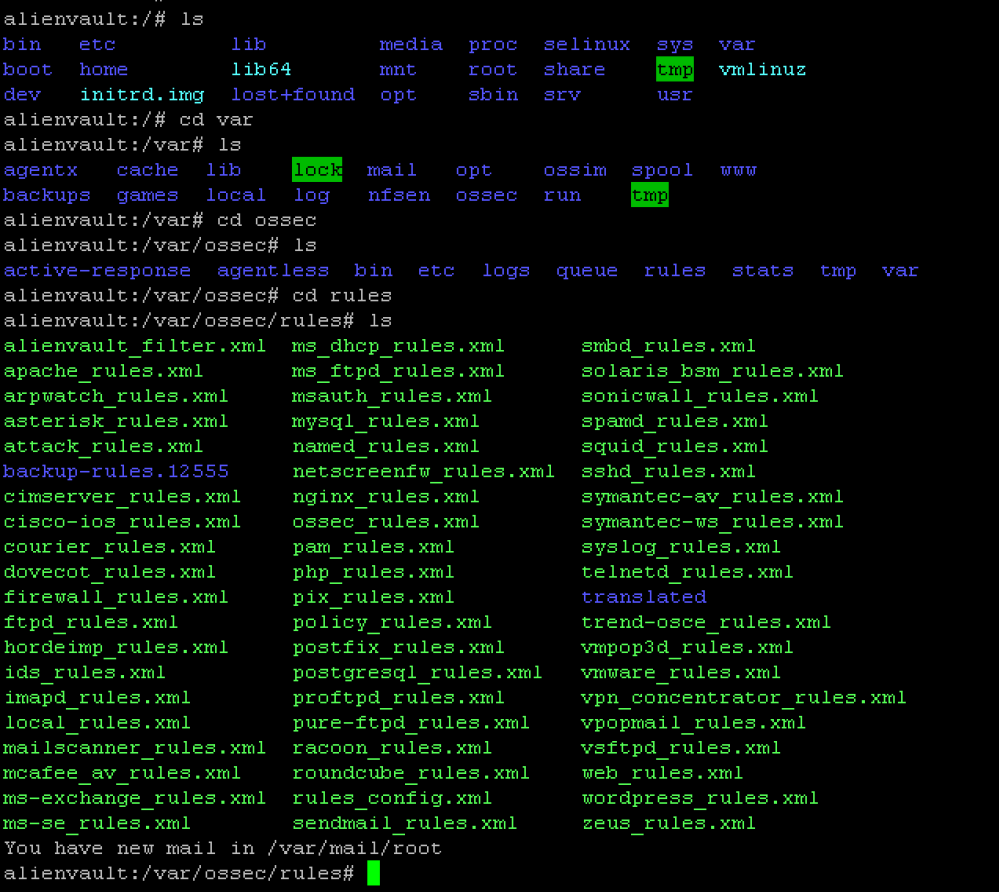 alienvault:/# ls
bin   etc         lib         media  proc  selinux  sys  var
boot  home        lib64       mnt    root  share    tmp  vmlinuz
dev   initrd.img  lost+found  opt    sbin  srv      usr
alienvault:/# cd var
alienvault:/var# ls
agentx   cache  lib    lock  mail   opt    ossim  spool  www
backups  games  local  log   nfsen  ossec  run    tmp
alienvault:/var# cd ossec
alienvault:/var/ossec# ls
active-response  agentless  bin  etc  logs  queue  rules  stats  tmp  var
alienvault:/var/ossec# cd rules
alienvault:/var/ossec/rules# ls
alienvault_filter.xml  ms_dhcp_rules.xml      smbd_rules.xml
apache_rules.xml       ms_ftpd_rules.xml      solaris_bsm_rules.xml
arpwatch_rules.xml     msauth_rules.xml       sonicwall_rules.xml
asterisk_rules.xml     mysql_rules.xml        spamd_rules.xml
attack_rules.xml       named_rules.xml        squid_rules.xml
backup-rules.12555     netscreenfw_rules.xml  sshd_rules.xml
cimserver_rules.xml    nginx_rules.xml        symantec-av_rules.xml
cisco-ios_rules.xml    ossec_rules.xml        symantec-ws_rules.xml
courier_rules.xml      pam_rules.xml          syslog_rules.xml
dovecot_rules.xml      php_rules.xml          telnetd_rules.xml
firewall_rules.xml     pix_rules.xml          translated
ftpd_rules.xml         policy_rules.xml       trend-osce_rules.xml
hordeimp_rules.xml     postfix_rules.xml      vmpop3d_rules.xml
ids_rules.xml          postgresql_rules.xml   vmware_rules.xml
imapd_rules.xml        proftpd_rules.xml      vpn_concentrator_rules.xml
local_rules.xml        pure-ftpd_rules.xml    vpopmail_rules.xml
mailscanner_rules.xml  racoon_rules.xml       vsftpd_rules.xml
mcafee_av_rules.xml    roundcube_rules.xml    web_rules.xml
ms-exchange_rules.xml  rules_config.xml       wordpress_rules.xml
ms-se_rules.xml        sendmail_rules.xml     zeus_rules.xml
You have new mail in /var/mail/root
alienvault:/var/ossec/rules#